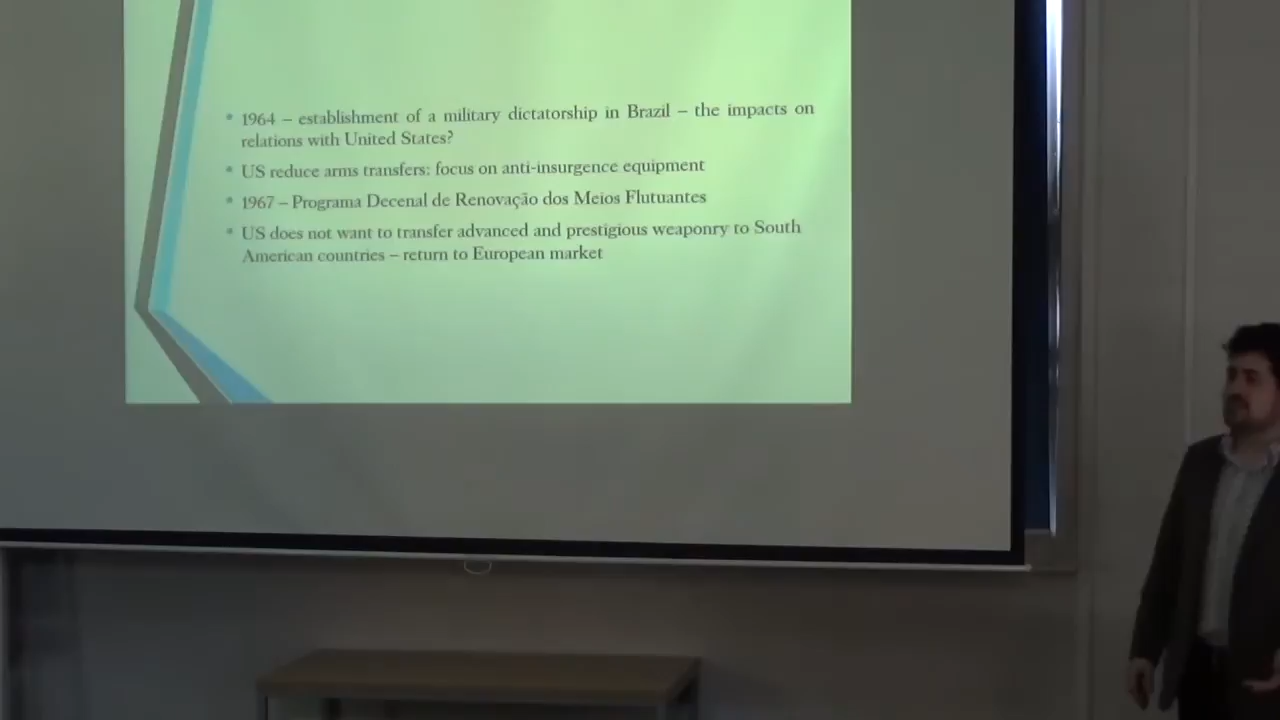 • 1964 – establishment of a military dictatorship in Brazil – the impacts on
relations with United States?
• US reduce arms transfers: focus on anti-insurgence equipment
• 1967 – Programa Decenal de Renovação dos Meios Flutuantes
• US does not want to transfer advanced and prestigious weaponry to South
American countries – return to European market